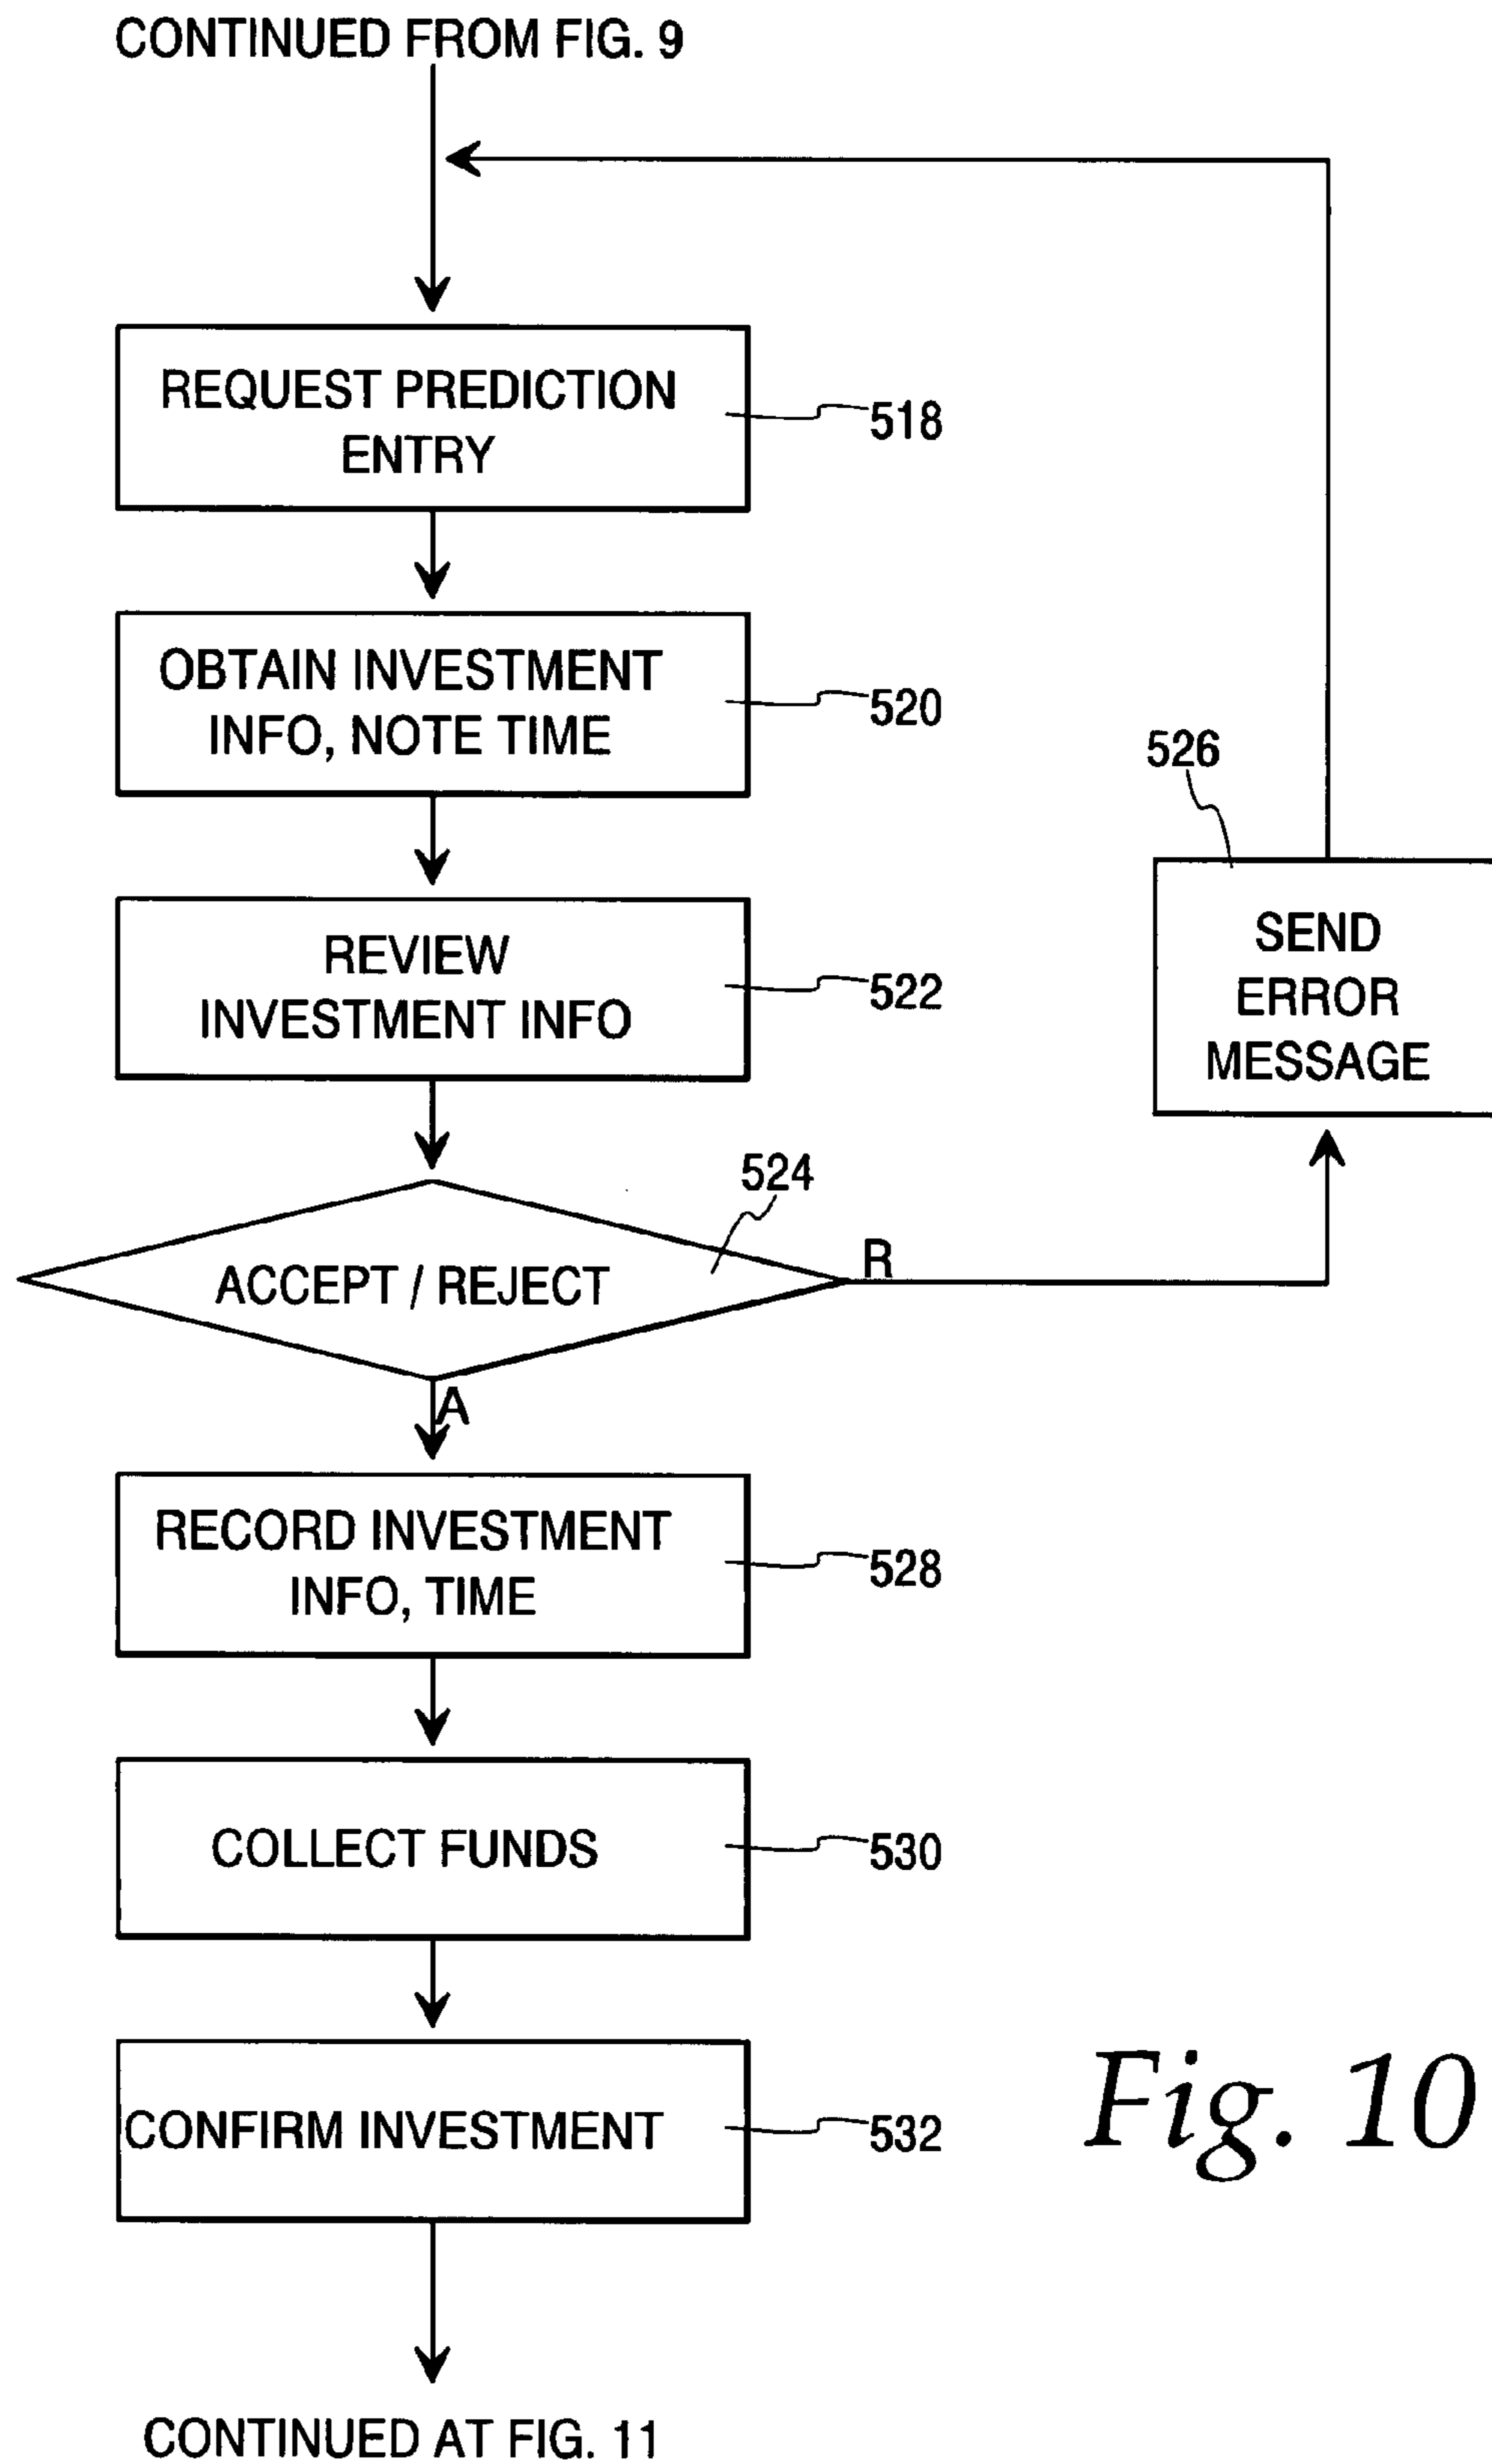 CONTINUED FROM FIG. 9
REQUEST PREDICTION
ENTRY
518
OBTAIN INVESTMENT
INFO, NOTE TIME
520
526
REVIEW
INVESTMENT INFO
522
SEND
ERROR
MESSAGE
524
ACCEPT / REJECT
R
A
RECORD INVESTMENT
INFO, TIME
528
COLLECT FUNDS
530
CONFIRM INVESTMENT
532
Fig. 10
CONTINUED AT FIG. 11